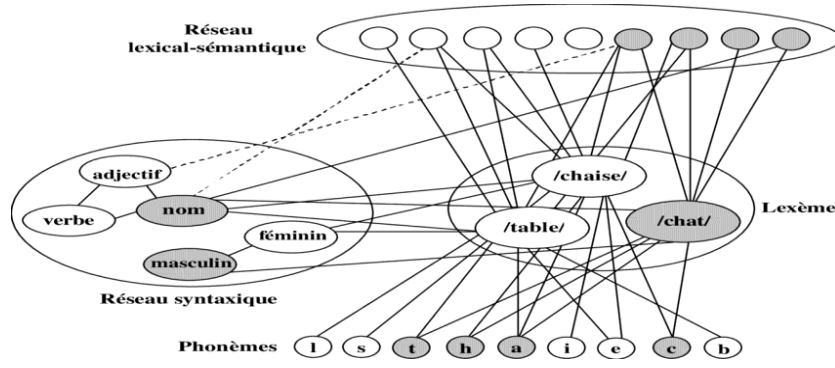 Réseau
lexical-sémantique
adjectif
verbe
nom
féminin
masculin
Réseau syntaxique
/chaise/
/table/
/chat/
Lexème
Phonèmes l s t h a i e c b